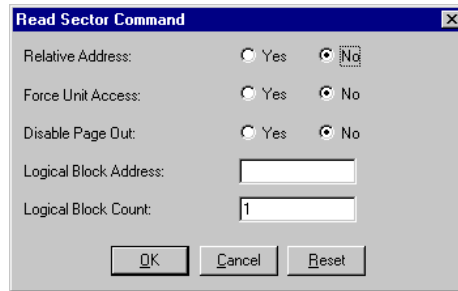 Read Sector Command
Relative Address: Yes No
Force Unit Access: Yes No
Disable Page Out: Yes No
Logical Block Address:
Logical Block Count: 1
OK Cancel Reset